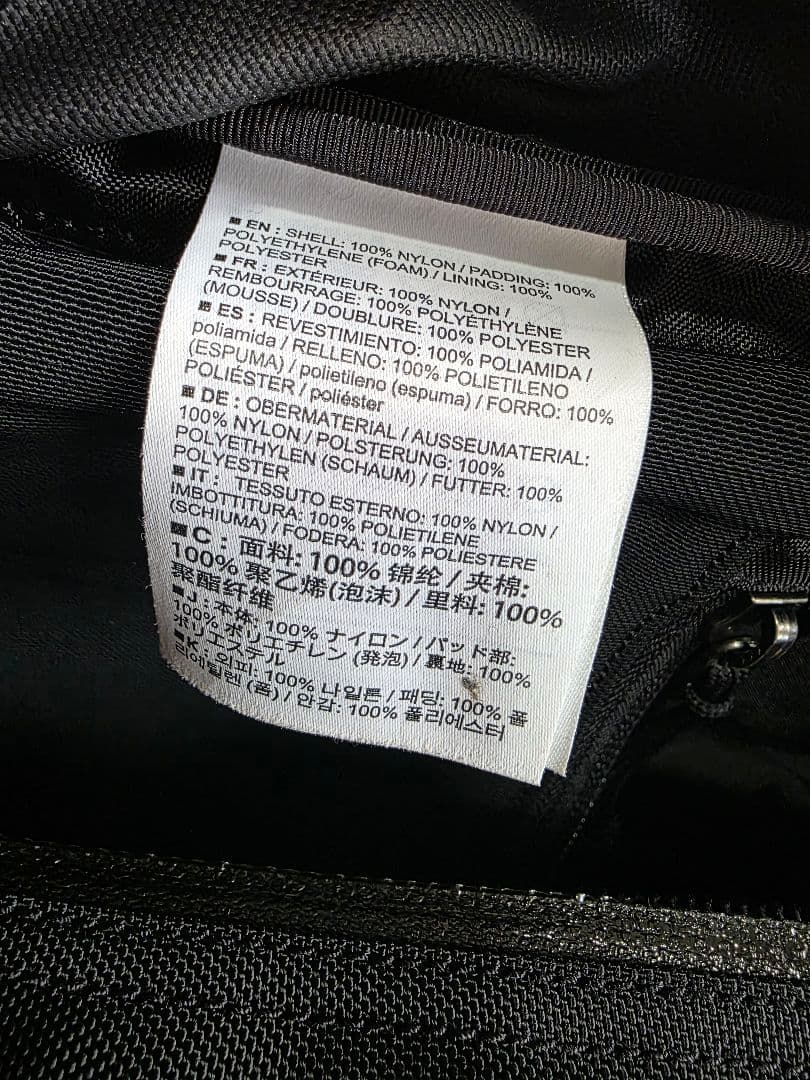 ■ EN : SHELL: 100% NYLON / PADDING: 100%
POLYETHYLENE (FOAM) / LINING: 100%
POLYESTER
■ FR : EXTÉRIEUR: 100% NYLON /
REMBOURRAGE: 100% POLYÉTHYLÈNE
(MOUSSE) / DOUBLURE: 100% POLYESTER
■ ES : REVESTIMIENTO: 100% POLIAMIDA /
poliamida / RELLENO: 100% POLIETILENO
(ESPUMA) / polietileno (espuma) / FORRO: 100%
POLIÉSTER / poliéster
■ DE : OBERMATERIAL / AUSSEUMATERIAL:
100% NYLON / POLSTERUNG: 100%
POLYETHYLEN (SCHAUM) / FUTTER: 100%
POLYESTER
■ IT : TESSUTO ESTERNO: 100% NYLON /
IMBOTTITURA: 100% POLIETILENE
(SCHIUMA) / FODERA: 100% POLIESTERE
■ C : 面料: 100% 锦纶 / 夹棉:
100% 聚乙烯(泡沫) / 里料: 100%
聚酯纤维
■ J : 本体: 100% ナイロン / パッド部:
100% ポリエチレン (発泡) / 裏地: 100%
ポリエステル
■ K : 외피: 100% 나일론 / 패딩: 100% 폴
리에틸렌 (폼) / 안감: 100% 폴리에스터